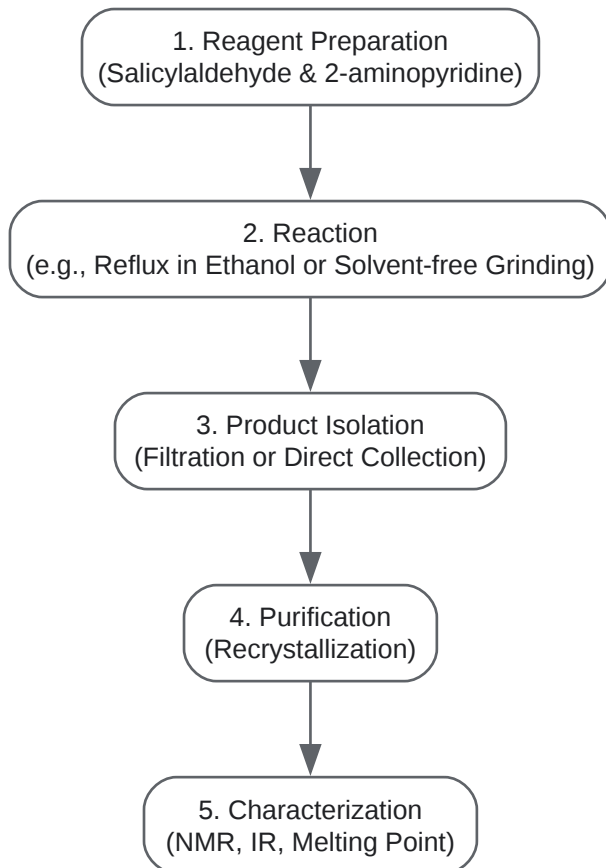 1. Reagent Preparation
(Salicylaldehyde & 2-aminopyridine)
2. Reaction
(e.g., Reflux in Ethanol or Solvent-free Grinding)
3. Product Isolation
(Filtration or Direct Collection)
4. Purification
(Recrystallization)
5. Characterization
(NMR, IR, Melting Point)